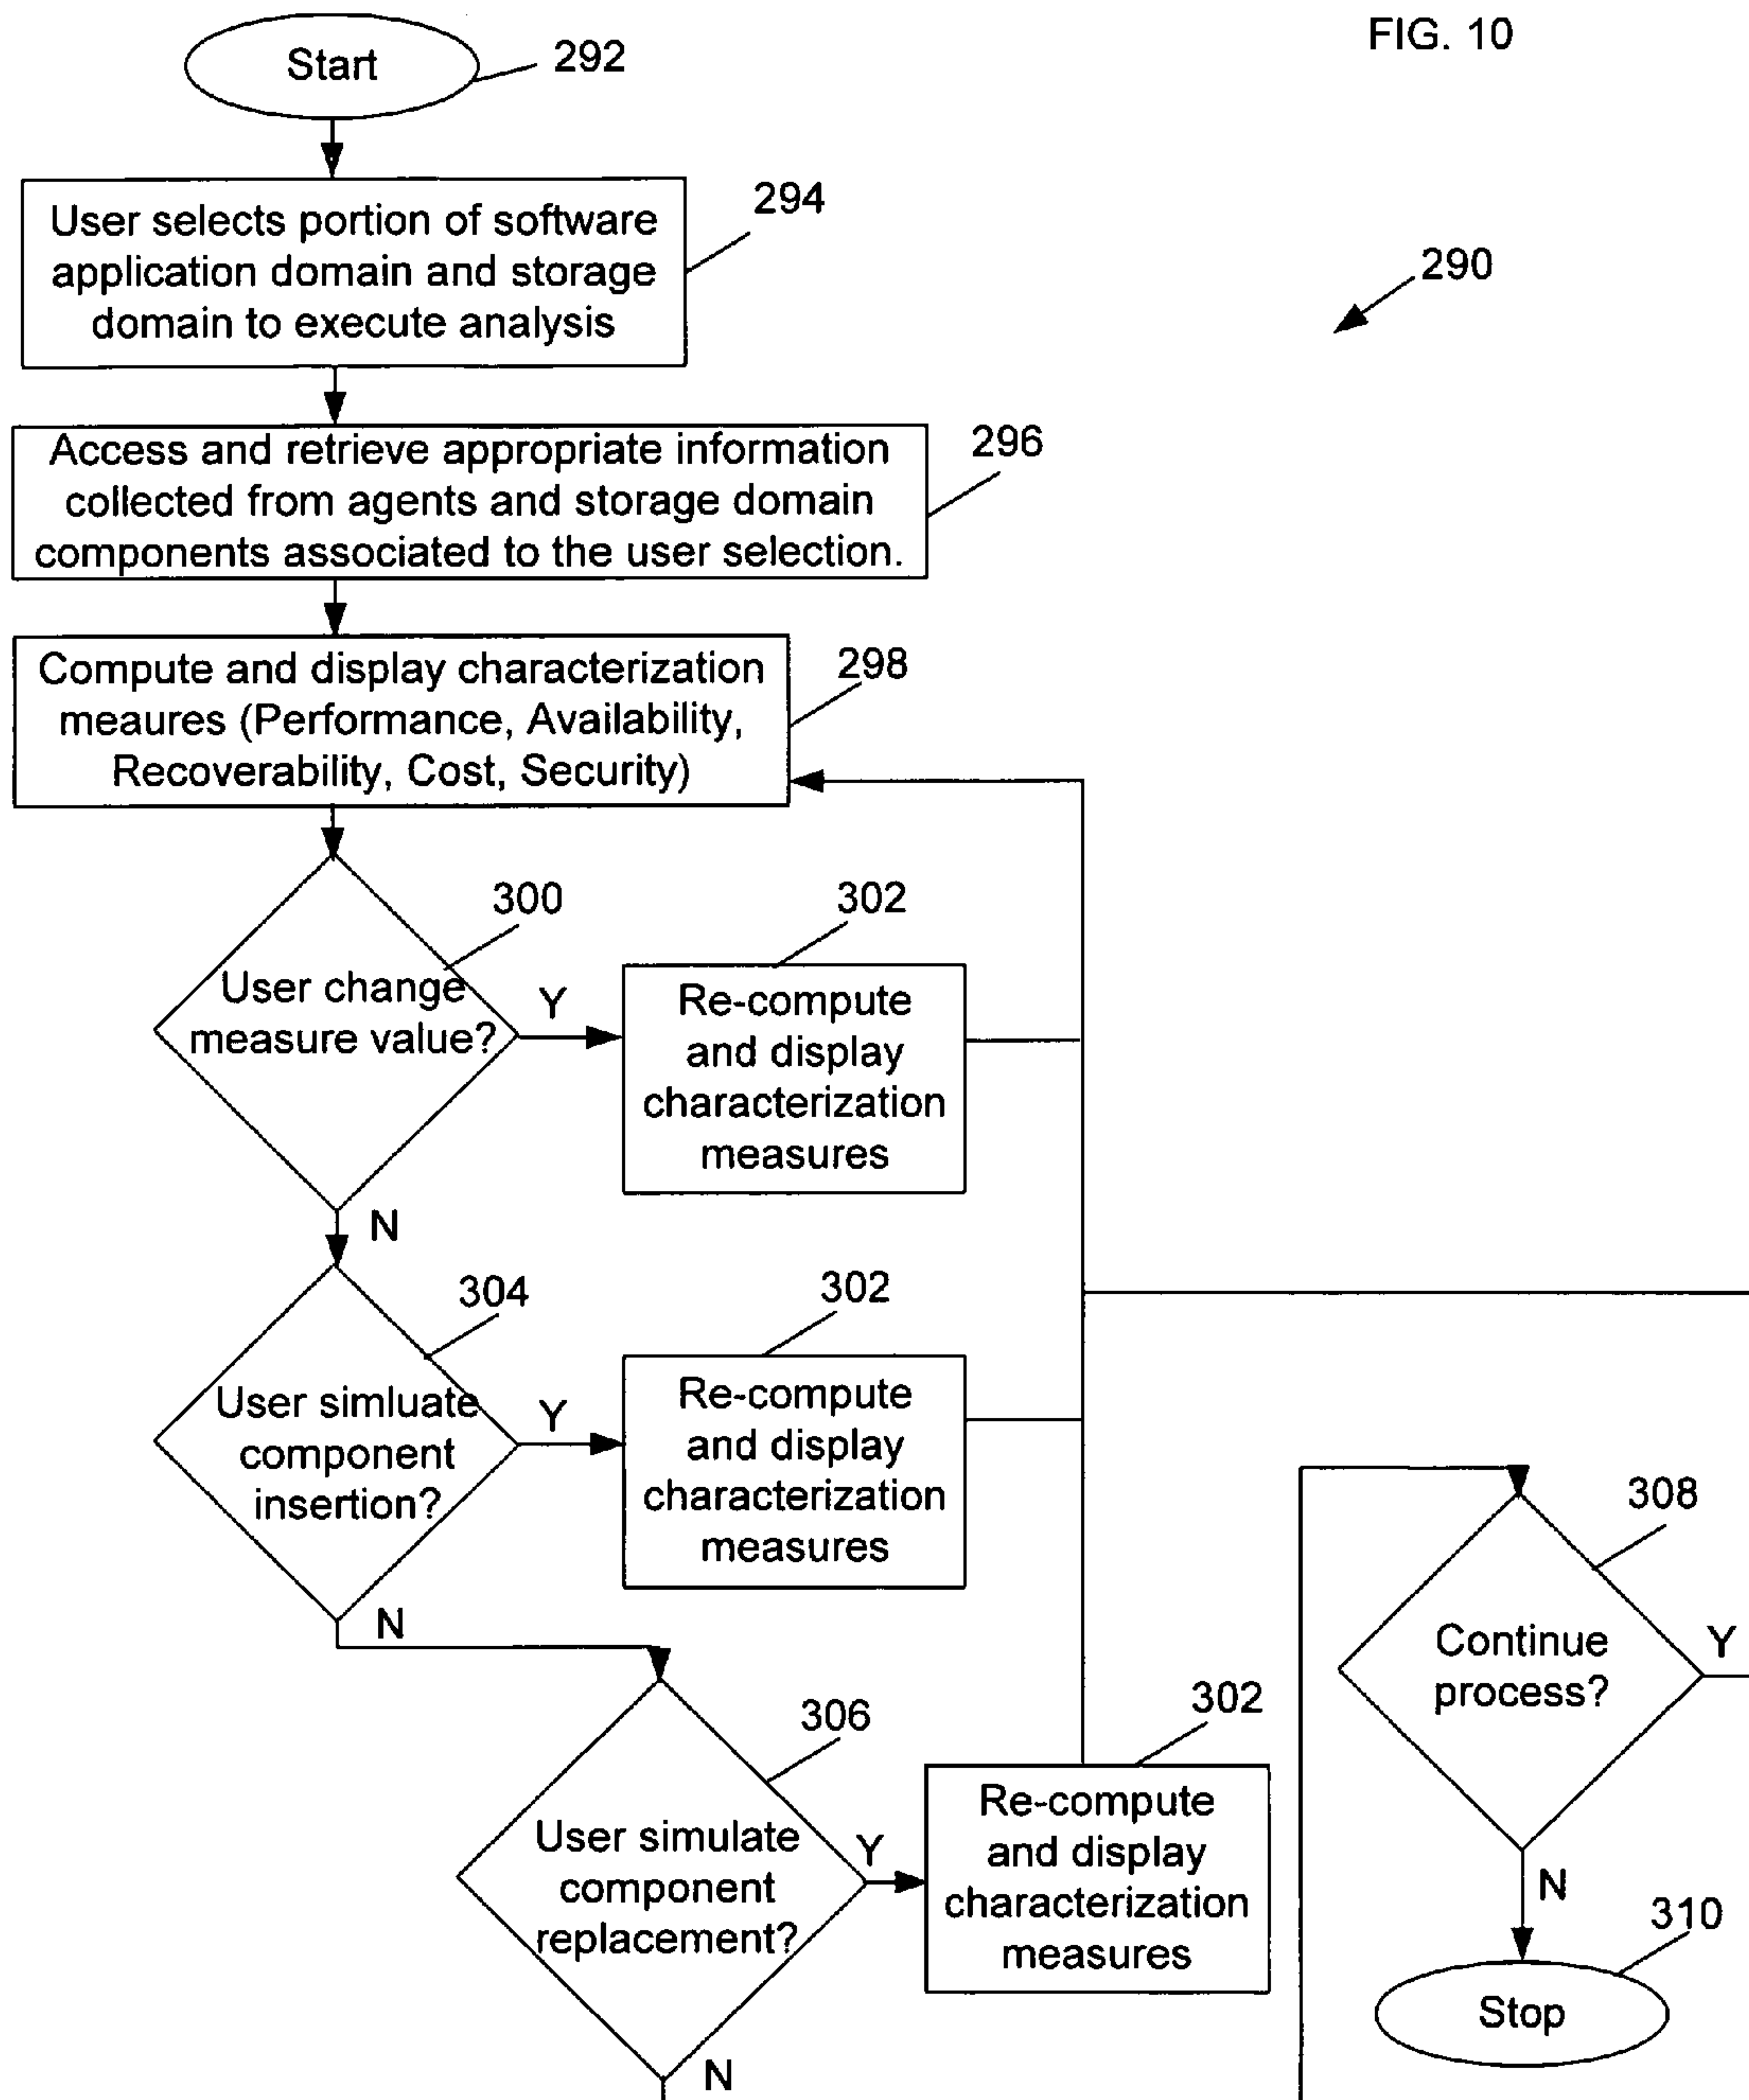 FIG. 10
Start
292
User selects portion of software
application domain and storage
domain to execute analysis
294
290
Access and retrieve appropriate information
collected from agents and storage domain
components associated to the user selection.
296
Compute and display characterization
meaures (Performance, Availability,
Recoverability, Cost, Security)
298
300
User change
measure value?
Y
302
Re-compute
and display
characterization
measures
N
304
User simluate
component
insertion?
Y
302
Re-compute
and display
characterization
measures
N
306
User simulate
component
replacement?
Y
302
Re-compute
and display
characterization
measures
N
308
Continue
process?
Y
N
310
Stop